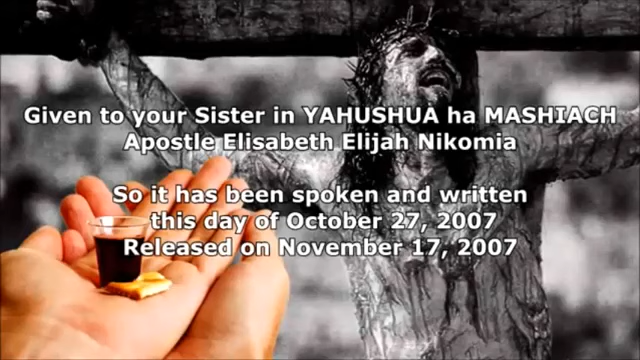 Given to your Sister in YAHUSHUA ha MASHIACH
Apostle Elisabeth Elijah Nikomia
So it has been spoken and written
this day of October 27, 2007
Released on November 17, 2007